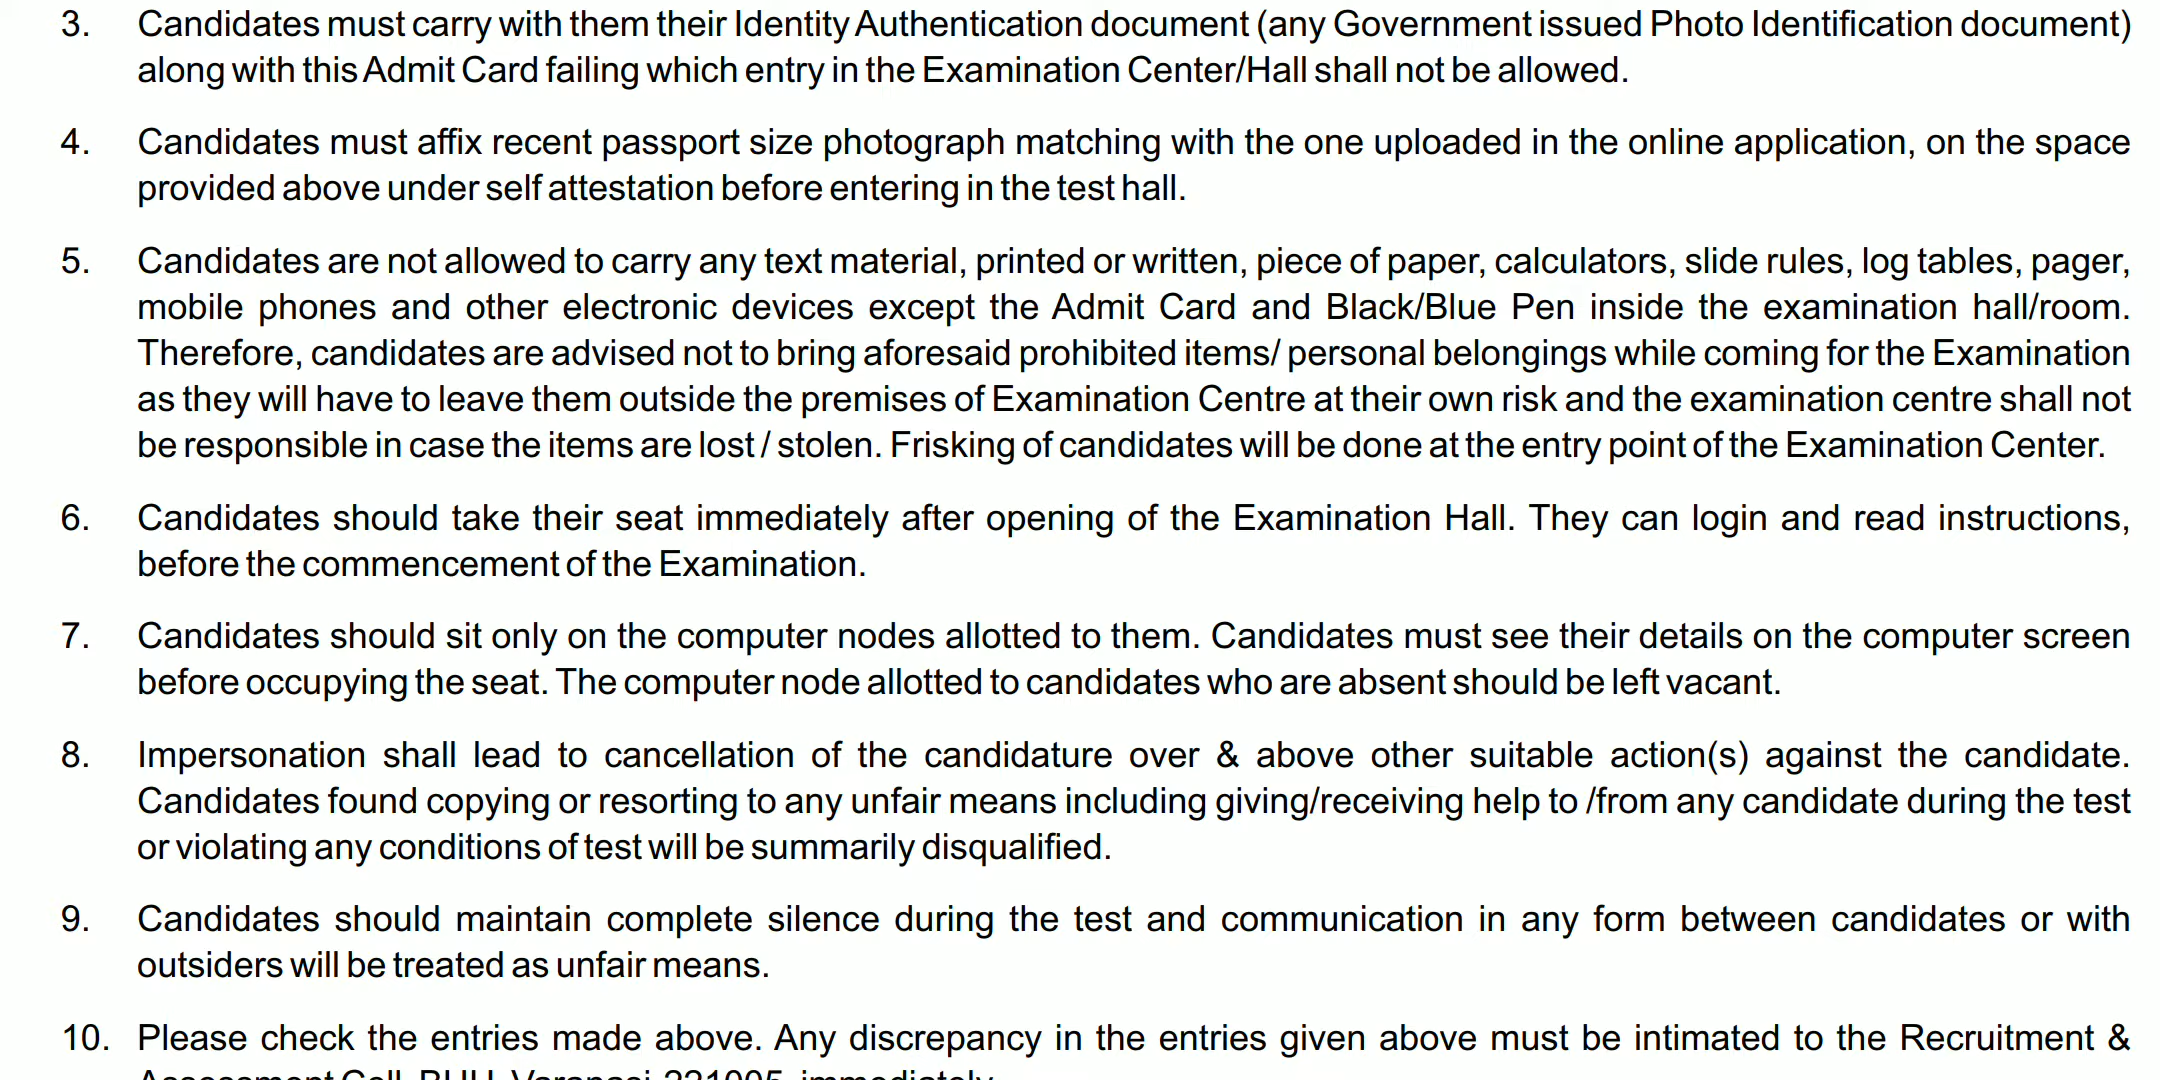 3. Candidates must carry with them their Identity Authentication document (any Government issued Photo Identification document)
along with this Admit Card failing which entry in the Examination Center/Hall shall not be allowed.
4. Candidates must affix recent passport size photograph matching with the one uploaded in the online application, on the space
provided above under self attestation before entering in the test hall.
5. Candidates are not allowed to carry any text material, printed or written, piece of paper, calculators, slide rules, log tables, pager,
mobile phones and other electronic devices except the Admit Card and Black/Blue Pen inside the examination hall/room.
Therefore, candidates are advised not to bring aforesaid prohibited items/ personal belongings while coming for the Examination
as they will have to leave them outside the premises of Examination Centre at their own risk and the examination centre shall not
be responsible in case the items are lost / stolen. Frisking of candidates will be done at the entry point of the Examination Center.
6. Candidates should take their seat immediately after opening of the Examination Hall. They can login and read instructions,
before the commencement of the Examination.
7. Candidates should sit only on the computer nodes allotted to them. Candidates must see their details on the computer screen
before occupying the seat. The computer node allotted to candidates who are absent should be left vacant.
8. Impersonation shall lead to cancellation of the candidature over & above other suitable action(s) against the candidate.
Candidates found copying or resorting to any unfair means including giving/receiving help to /from any candidate during the test
or violating any conditions of test will be summarily disqualified.
9. Candidates should maintain complete silence during the test and communication in any form between candidates or with
outsiders will be treated as unfair means.
10. Please check the entries made above. Any discrepancy in the entries given above must be intimated to the Recruitment &
Assessment Cell, BHU, Varanasi-221005, immediately